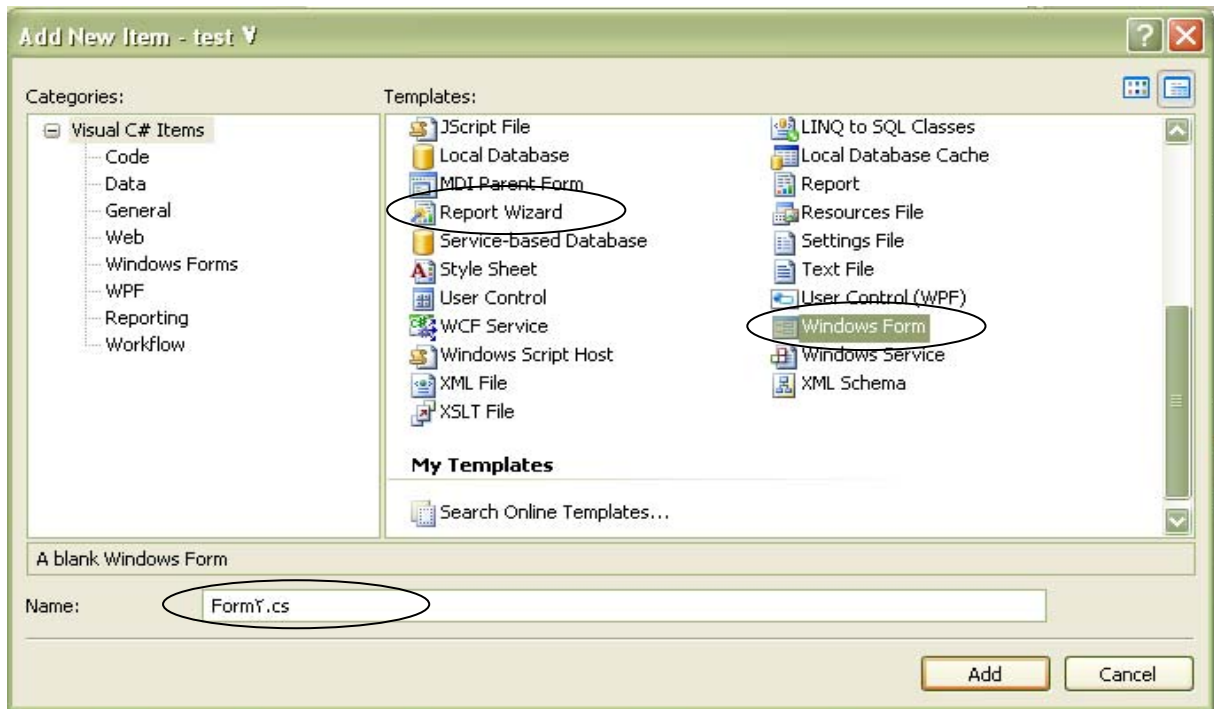 Add New Item - test ۷
Categories:
Templates:
Visual C# Items
Code
Data
General
Web
Windows Forms
WPF
Reporting
Workflow
JScript File
Local Database
MDI Parent Form
Report Wizard
Service-based Database
Style Sheet
User Control
WCF Service
Windows Script Host
XML File
XSLT File
LINQ to SQL Classes
Local Database Cache
Report
Resources File
Settings File
Text File
User Control (WPF)
Windows Form
Windows Service
XML Schema
My Templates
Search Online Templates...
A blank Windows Form
Name:
Form۲.cs
Add
Cancel